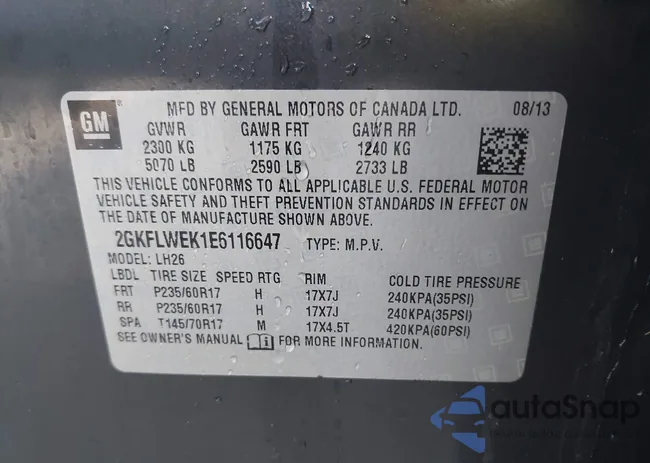 GM
MFD BY GENERAL MOTORS OF CANADA LTD. 08/13
GVWR GAWR FRT GAWR RR
2300 KG 1175 KG 1240 KG
5070 LB 2590 LB 2733 LB
THIS VEHICLE CONFORMS TO ALL APPLICABLE U.S. FEDERAL MOTOR
VEHICLE SAFETY AND THEFT PREVENTION STANDARDS IN EFFECT ON
THE DATE OF MANUFACTURE SHOWN ABOVE.
2GKFLWEK1E6116647 TYPE: M.P.V.
MODEL: LH26
LBDL TIRE SIZE SPEED RTG RIM COLD TIRE PRESSURE
FRT P235/60R17 H 17X7J 240KPA(35PSI)
RR P235/60R17 H 17X7J 240KPA(35PSI)
SPA T145/70R17 M 17X4.5T 420KPA(60PSI)
SEE OWNER'S MANUAL FOR MORE INFORMATION.
autoSnap